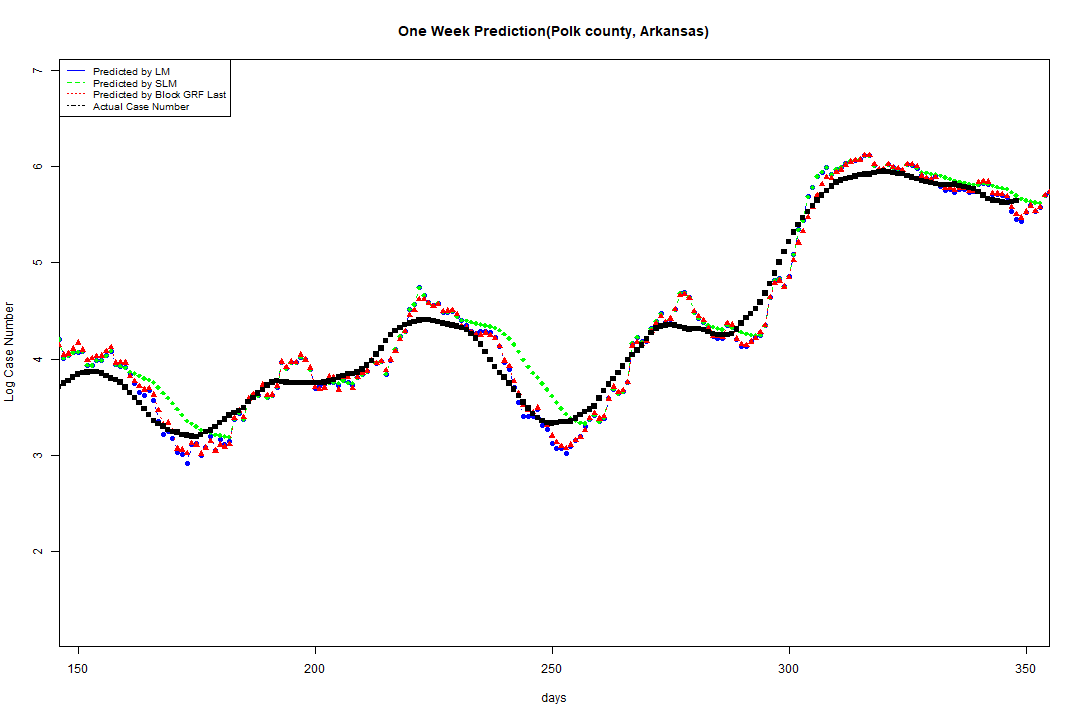 One Week Prediction(Polk county, Arkansas)
Predicted by LM
Predicted by SLM
Predicted by Block GRF Last
Actual Case Number
7
6
5
4
3
2
Log Case Number
150 200 250 300 350
days